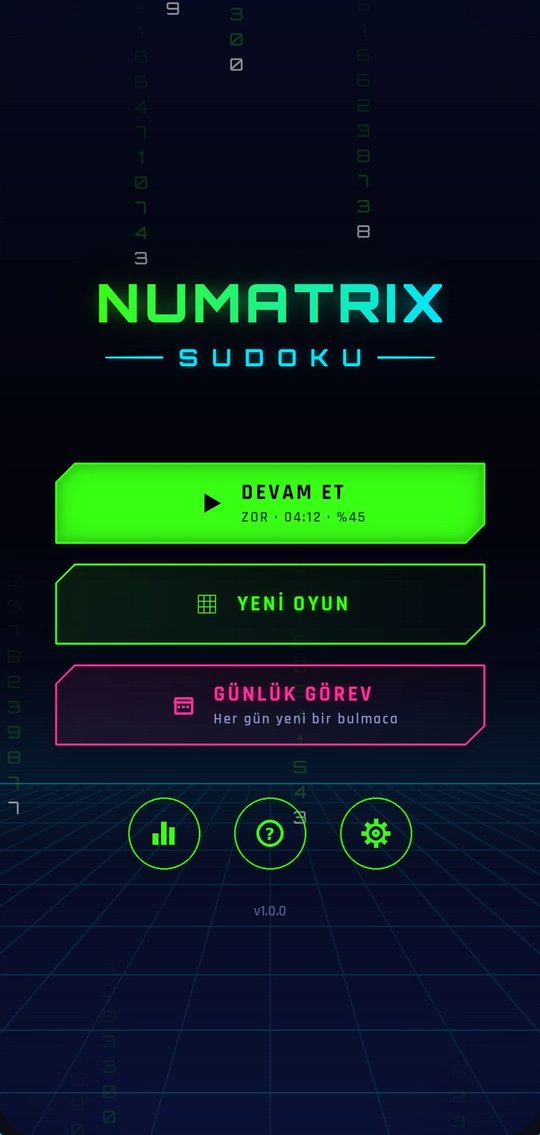 NUMATRIX
SUDOKU
DEVAM ET
ZOR · 04:12 · %45
YENİ OYUN
GÜNLÜK GÖREV
Her gün yeni bir bulmaca
?
v1.0.0